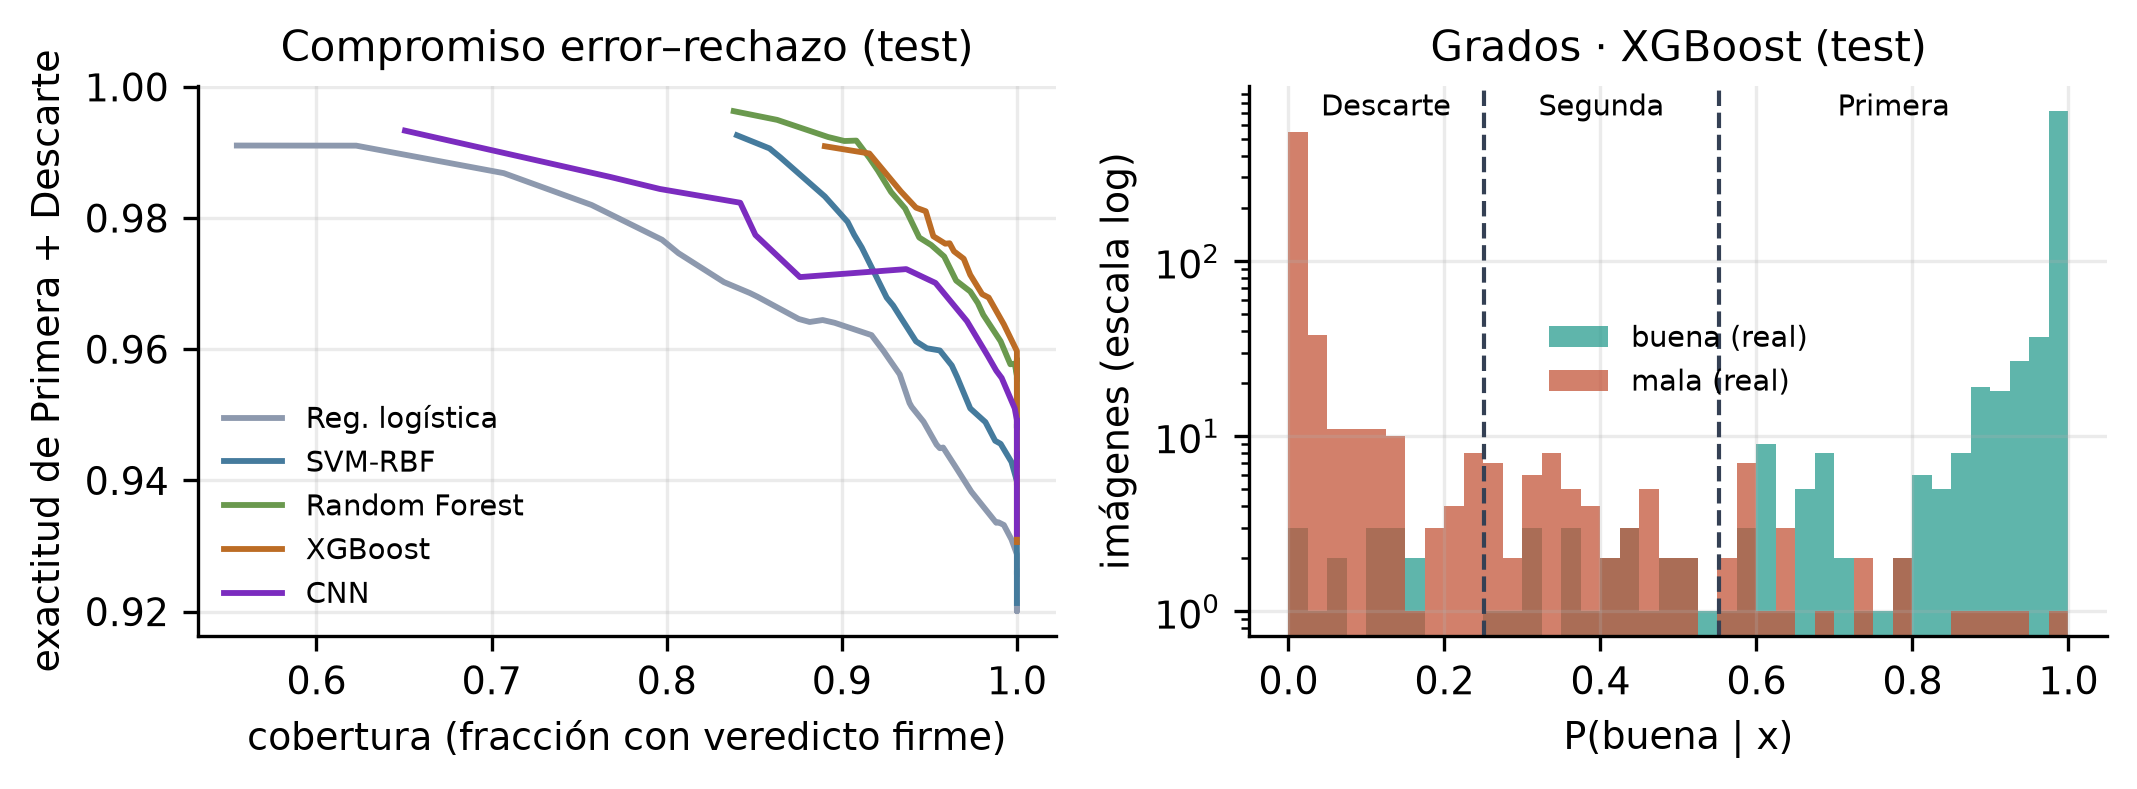 Compromiso error–rechazo (test)
exactitud de Primera + Descarte
1.00
0.98
0.96
0.94
0.92
Reg. logística
SVM-RBF
Random Forest
XGBoost
CNN
0.6 0.7 0.8 0.9 1.0
cobertura (fracción con veredicto firme)
Grados · XGBoost (test)
imágenes (escala log)
Descarte Segunda Primera
10²
10¹
10⁰
buena (real)
mala (real)
0.0 0.2 0.4 0.6 0.8 1.0
P(buena | x)